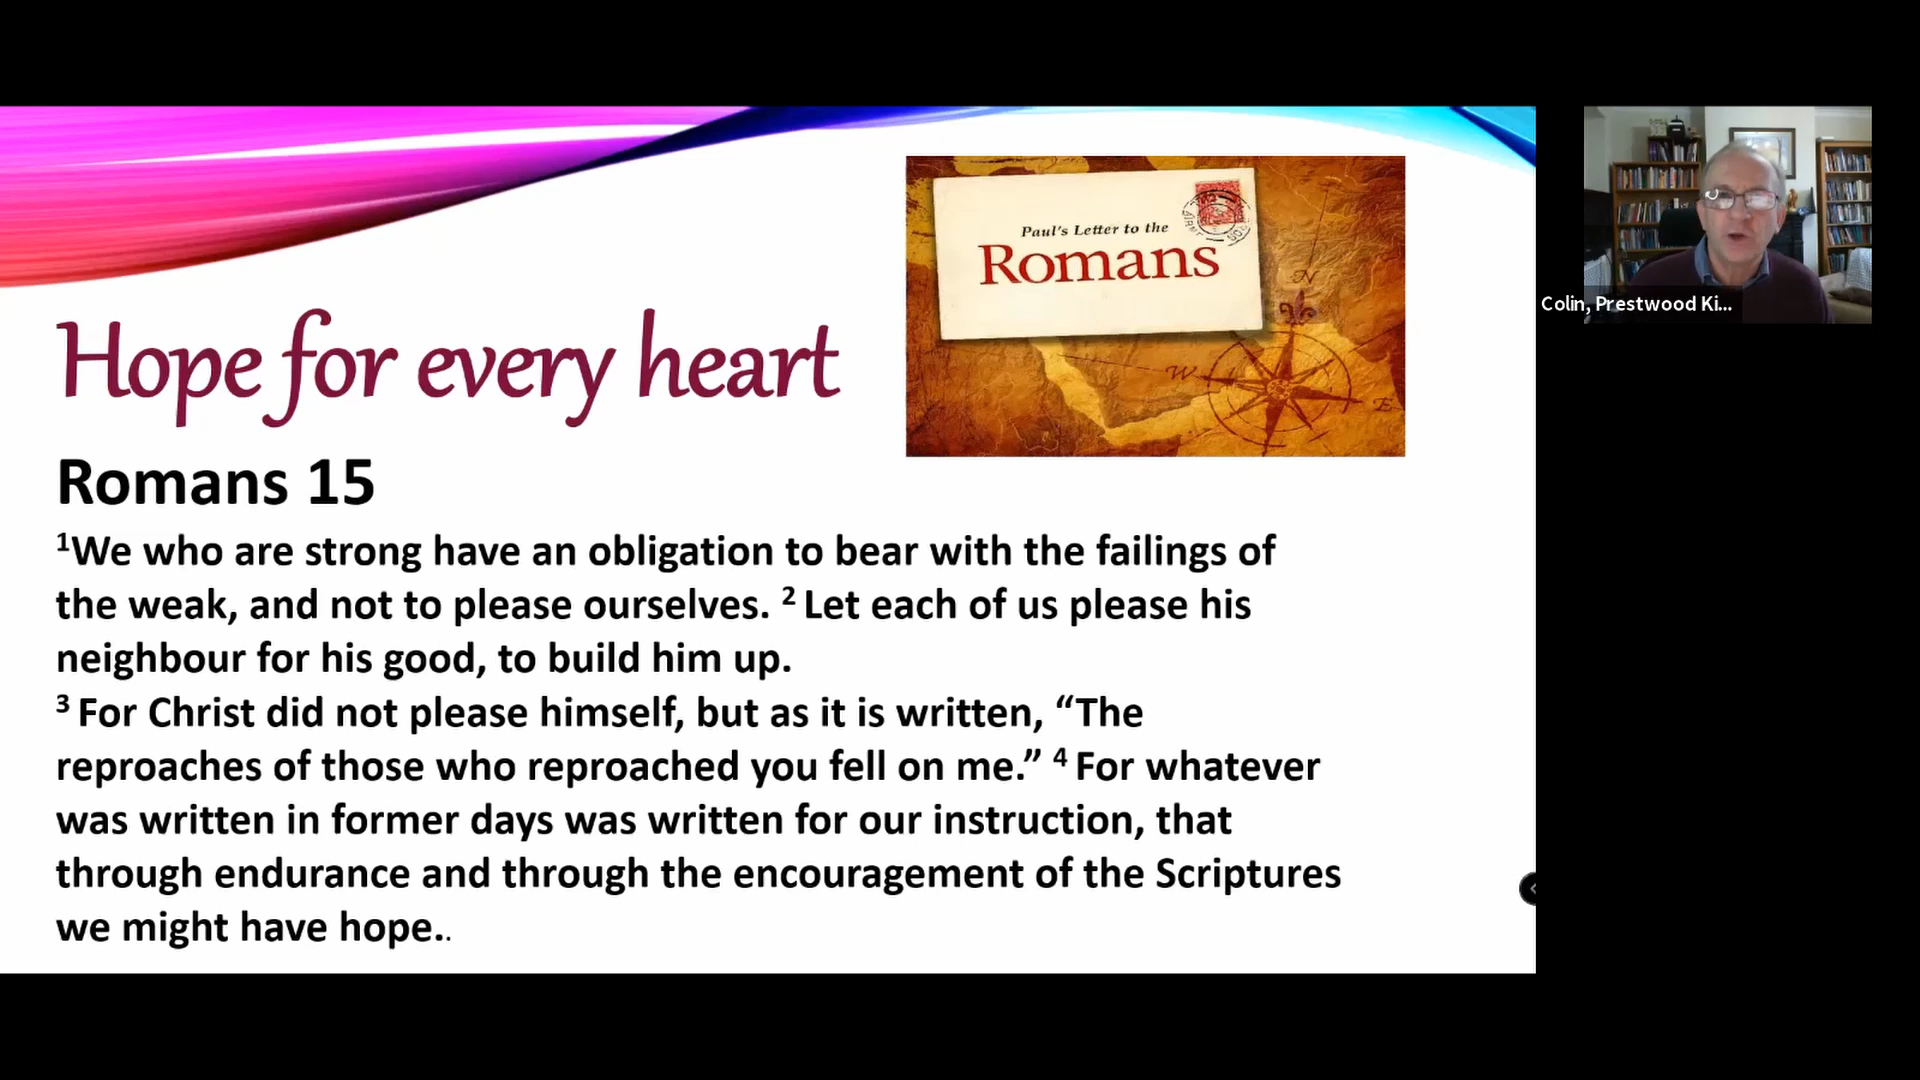 Paul's Letter to the
Romans
N
W
E
Hope for every heart
Romans 15
¹We who are strong have an obligation to bear with the failings of
the weak, and not to please ourselves. ² Let each of us please his
neighbour for his good, to build him up.
³ For Christ did not please himself, but as it is written, “The
reproaches of those who reproached you fell on me.” ⁴ For whatever
was written in former days was written for our instruction, that
through endurance and through the encouragement of the Scriptures
we might have hope..
Colin, Prestwood Ki...